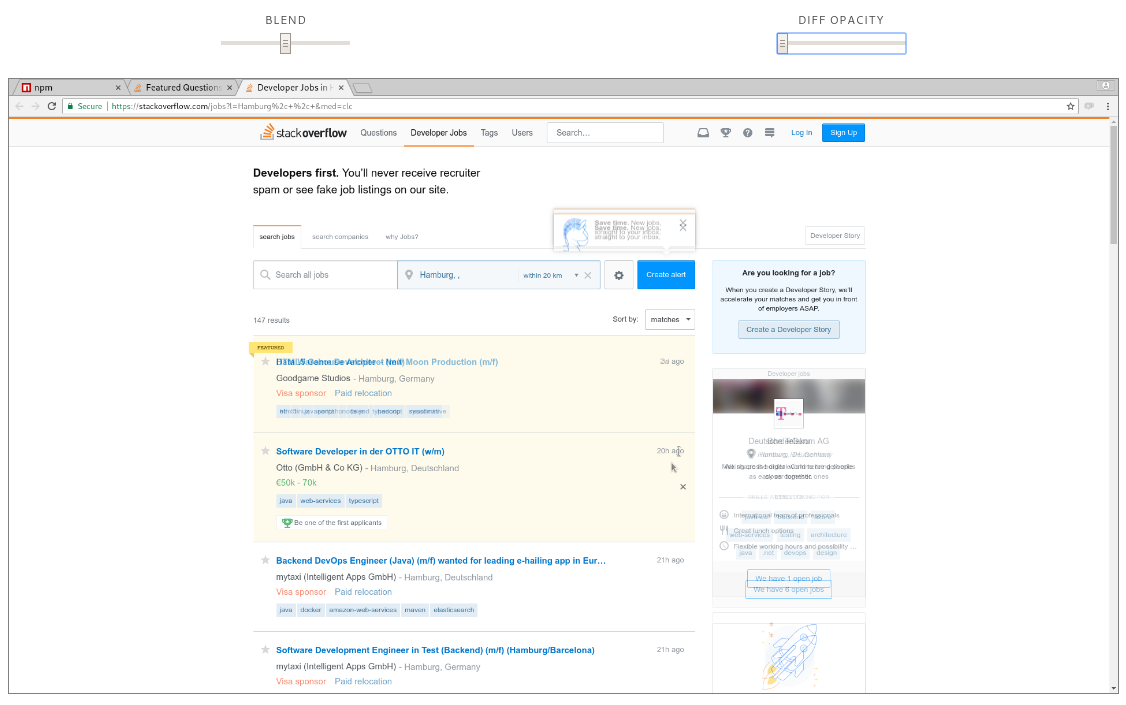 BLEND
DIFF OPACITY
npm
Featured Questions
Developer Jobs in H
Secure
https://stackoverflow.com/jobs?l=Hamburg%2c+%2c+&med=clc
stackoverflow
Questions
Developer Jobs
Tags
Users
Search...
Log In
Sign Up
Developers first. You'll never receive recruiter
spam or see fake job listings on our site.
Save time. New jobs.
straight to your inbox.
search jobs
search companies
why Jobs?
Developer Story
Search all jobs
Hamburg, ,
within 20 km
Create alert
147 results
Sort by:
matches
Are you looking for a job?
When you create a Developer Story, we'll
accelerate your matches and get you in front
of employers ASAP.
Create a Developer Story
FEATURED
Moon Production (m/f)
2d ago
Goodgame Studios - Hamburg, Germany
Visa sponsor
Paid relocation
Software Developer in der OTTO IT (w/m)
20h ago
Otto (GmbH & Co KG) - Hamburg, Deutschland
€50k - 70k
java
web-services
typescript
Be one of the first applicants
Backend DevOps Engineer (Java) (m/f) wanted for leading e-hailing app in Eur…
21h ago
mytaxi (Intelligent Apps GmbH) - Hamburg, Deutschland
Visa sponsor
Paid relocation
java
docker
amazon-web-services
maven
elasticsearch
Software Development Engineer in Test (Backend) (m/f) (Hamburg/Barcelona)
21h ago
mytaxi (Intelligent Apps GmbH) - Hamburg, Germany
Visa sponsor
Paid relocation
Developer jobs
International team of professionals
Great lunch options
web-services
testing
architecture
Flexible working hours and possibility …
java
.net
devops
design
We have 1 open job
We have 6 open jobs